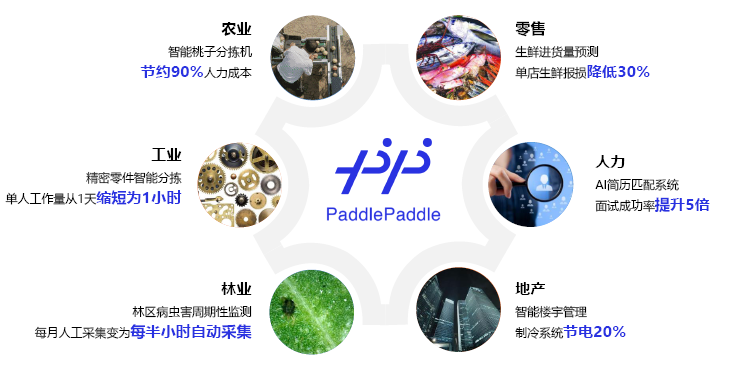 农业
智能桃子分拣机
节约90%人力成本
零售
生鲜进货量预测
单店生鲜报损降低30%
工业
精密零件智能分拣
单人工作量从1天缩短为1小时
PaddlePaddle
人力
AI简历匹配系统
面试成功率提升5倍
林业
林区病虫害周期性监测
每月人工采集变为每半小时自动采集
地产
智能楼宇管理
制冷系统节电20%